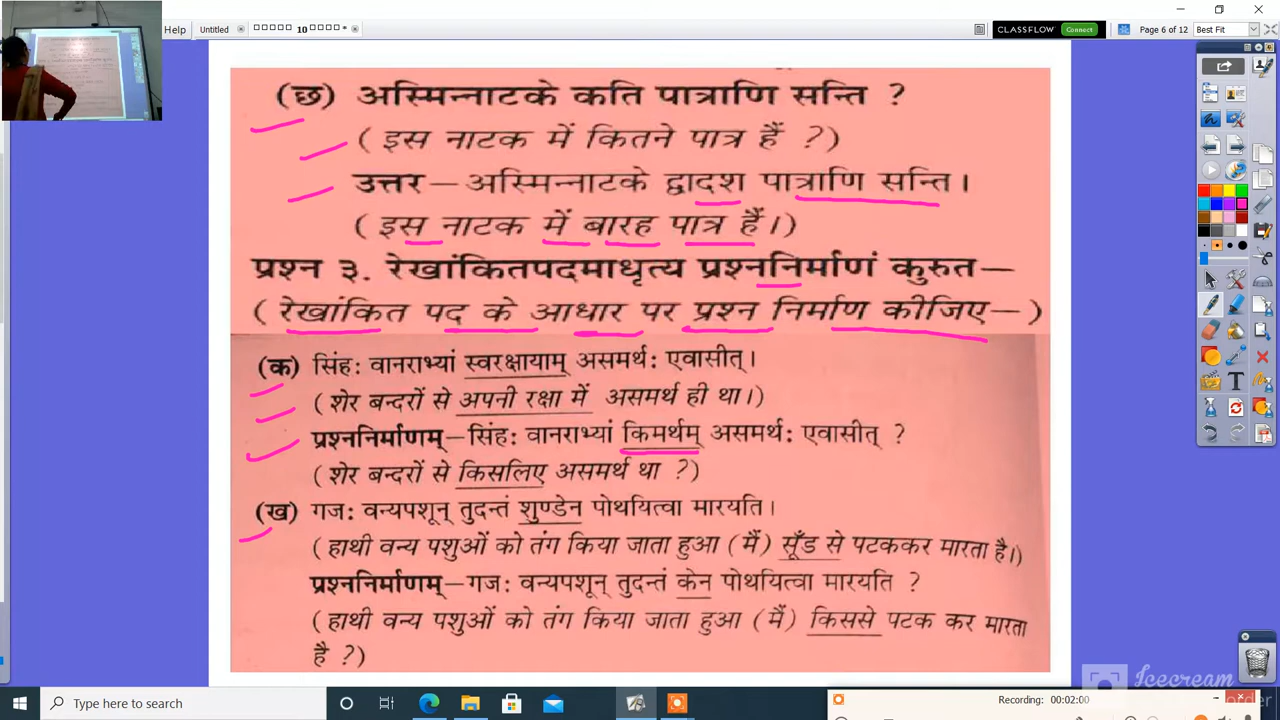 Help
Untitled
10
CLASSFLOW Connect
Page 6 of 12
Best Fit
(छ) अस्मिन्नाटके कति पात्राणि सन्ति ?
(इस नाटक में कितने पात्र हैं ?)
उत्तर – अस्मिन्नाटके द्वादश पात्राणि सन्ति।
(इस नाटक में बारह पात्र हैं।)
प्रश्न ३. रेखांकितपदमाधृत्य प्रश्ननिर्माणं कुरुत–
(रेखांकित पद के आधार पर प्रश्न निर्माण कीजिए–)
(क) सिंहः वानराभ्यां स्वरक्षायाम् असमर्थः एवासीत्।
(शेर बन्दरों से अपनी रक्षा में असमर्थ ही था।)
प्रश्ननिर्माणम्–सिंहः वानराभ्यां किमर्थम् असमर्थः एवासीत् ?
(शेर बन्दरों से किसलिए असमर्थ था ?)
(ख) गजः वन्यपशून् तुदन्तं शुण्डेन पोथयित्वा मारयति।
(हाथी वन्य पशुओं को तंग किया जाता हुआ (मैं) सूँड से पटककर मारता है।)
प्रश्ननिर्माणम्–गजः वन्यपशून् तुदन्तं केन पोथयित्वा मारयति ?
(हाथी वन्य पशुओं को तंग किया जाता हुआ (मैं) किससे पटक कर मारता
है ?)
Icecream
Type here to search
Recording: 00:02:00